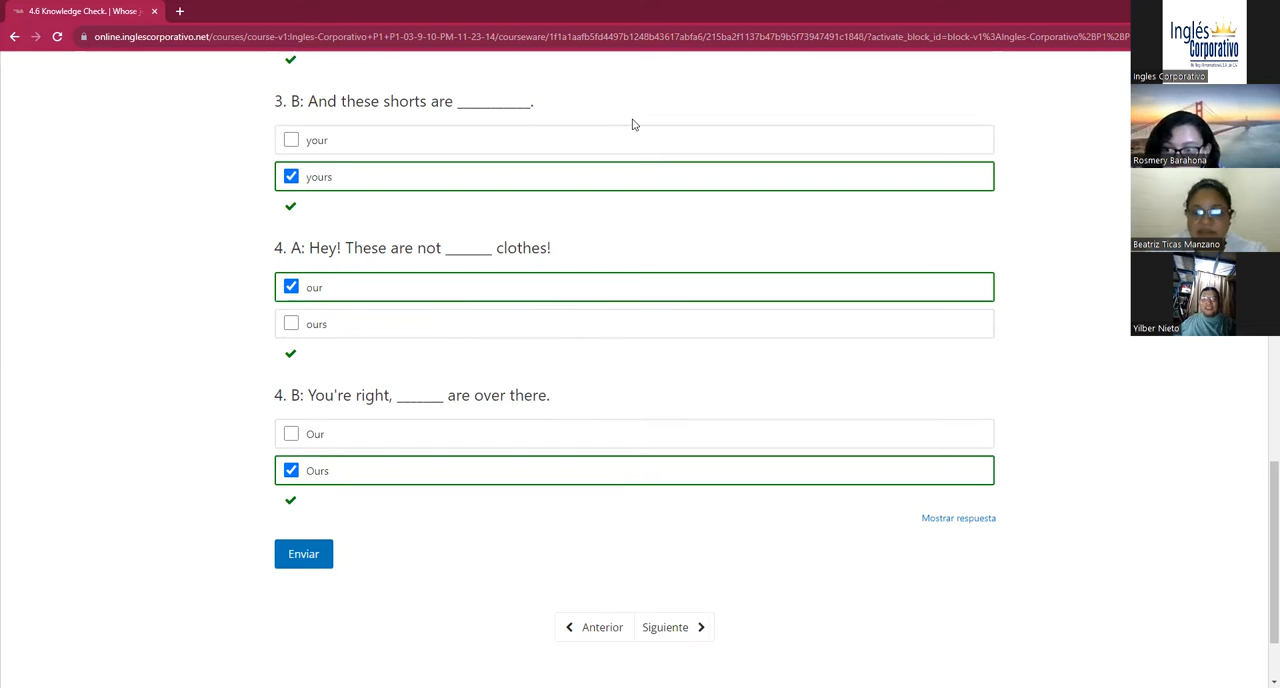 4.6 Knowledge Check. | Whose j
online.inglescorporativo.net/courses/course-v1:Ingles-Corporativo+P1+P1-03-9-10-PM-11-23-14/courseware/1f1a1aafb5fd4497b1248b43617abfa6/215ba2f1137b47b9b5f73947491c1848/?activate_block_id=block-v1%3AIngles-Corporativo%2BP1%2BP
3. B: And these shorts are ___________.
your
yours
4. A: Hey! These are not _______ clothes!
our
ours
4. B: You're right, _______ are over there.
Our
Ours
Mostrar respuesta
Enviar
Anterior
Siguiente
Inglés
Corporativo
Ingles Corporativo
Rosmery Barahona
Beatriz Ticas Manzano
Yilber Nieto